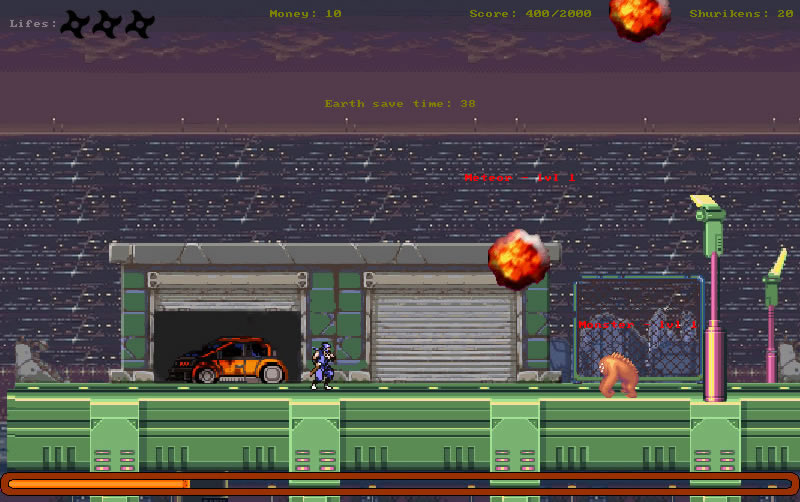 Lifes: Money: 10 Score: 400/2000 Shurikens: 20
Earth save time: 38
Meteor - lvl 1
Monster - lvl 1